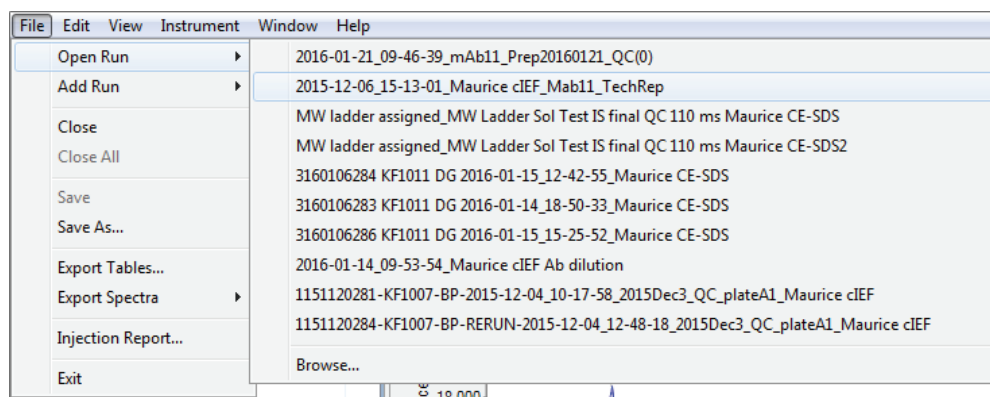 File Edit View Instrument Window Help
Open Run
Add Run
Close
Close All
Save
Save As...
Export Tables...
Export Spectra
Injection Report...
Exit
2016-01-21_09-46-39_mAb11_Prep20160121_QC(0)
2015-12-06_15-13-01_Maurice cIEF_Mab11_TechRep
MW ladder assigned_MW Ladder Sol Test IS final QC 110 ms Maurice CE-SDS
MW ladder assigned_MW Ladder Sol Test IS final QC 110 ms Maurice CE-SDS2
3160106284 KF1011 DG 2016-01-15_12-42-55_Maurice CE-SDS
3160106283 KF1011 DG 2016-01-14_18-50-33_Maurice CE-SDS
3160106286 KF1011 DG 2016-01-15_15-25-52_Maurice CE-SDS
2016-01-14_09-53-54_Maurice cIEF Ab dilution
1151120281-KF1007-BP-2015-12-04_10-17-58_2015Dec3_QC_plateA1_Maurice cIEF
1151120284-KF1007-BP-RERUN-2015-12-04_12-48-18_2015Dec3_QC_plateA1_Maurice cIEF
Browse...
18,000